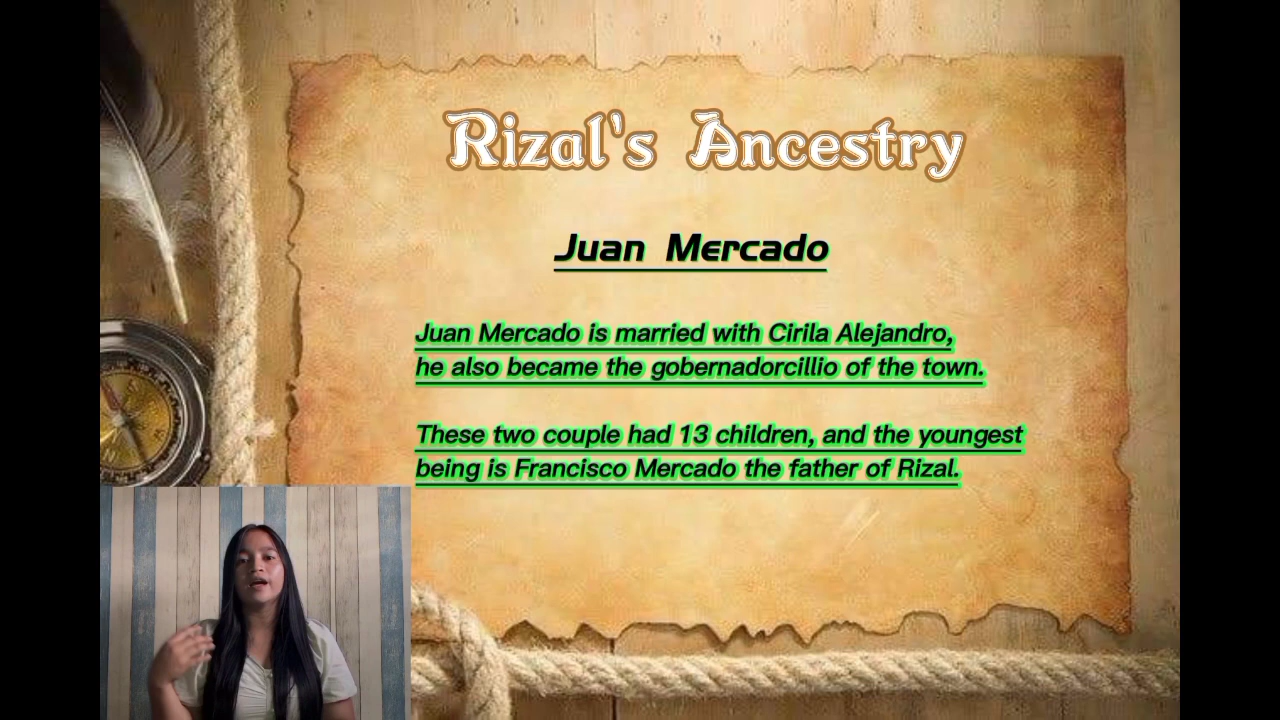 Rizal's Ancestry
Juan Mercado
Juan Mercado is married with Cirila Alejandro,
he also became the gobernadorcillio of the town.
These two couple had 13 children, and the youngest
being is Francisco Mercado the father of Rizal.